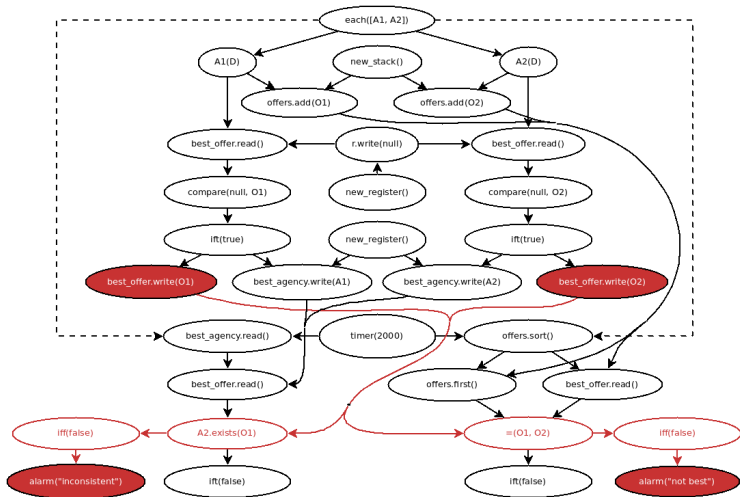 each([A1, A2])
A1(D)
new_stack()
A2(D)
offers.add(O1)
offers.add(O2)
best_offer.read()
r.write(null)
best_offer.read()
compare(null, O1)
new_register()
compare(null, O2)
ift(true)
new_register()
ift(true)
best_offer.write(O1)
best_agency.write(A1)
best_agency.write(A2)
best_offer.write(O2)
best_agency.read()
timer(2000)
offers.sort()
best_offer.read()
offers.first()
best_offer.read()
iff(false)
A2.exists(O1)
=(O1, O2)
iff(false)
alarm("inconsistent")
ift(false)
ift(false)
alarm("not best")